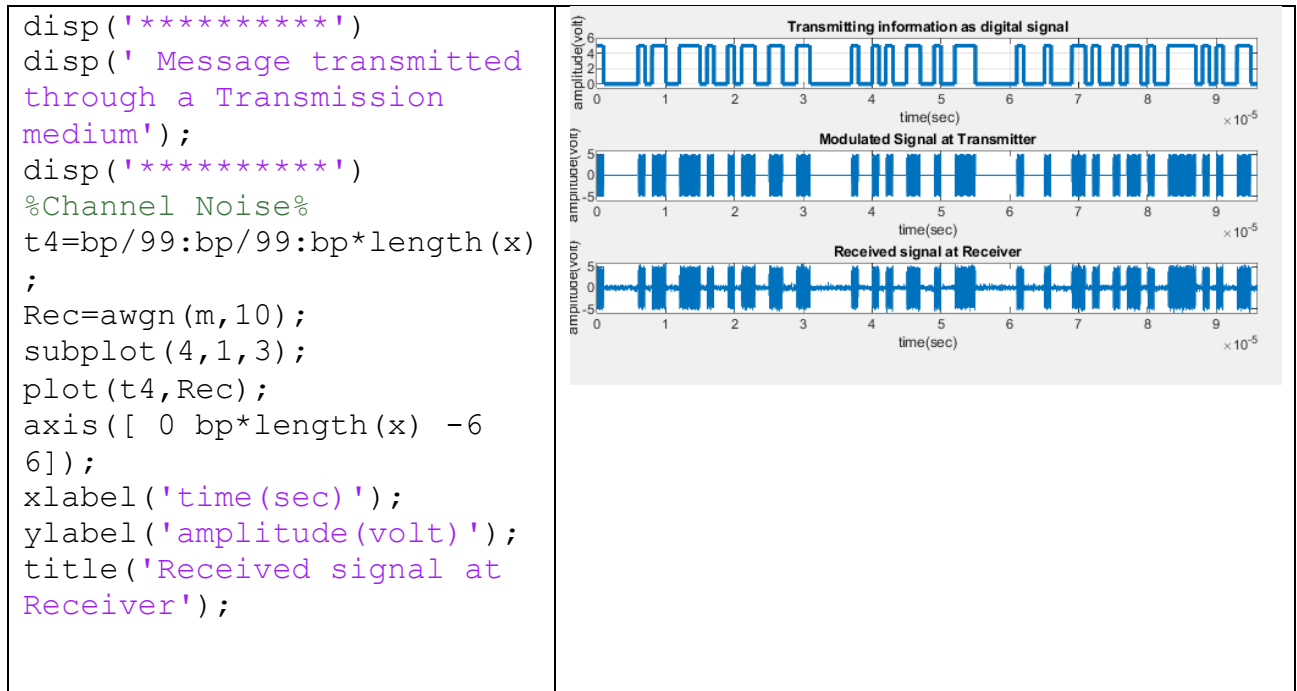 disp('**********')
disp(' Message transmitted
through a Transmission
medium');
disp('**********')
%Channel Noise%
t4=bp/99:bp/99:bp*length(x)
;
Rec=awgn(m,10);
subplot(4,1,3);
plot(t4,Rec);
axis([ 0 bp*length(x) -6
6]);
xlabel('time(sec)');
ylabel('amplitude(volt)');
title('Received signal at
Receiver');
Transmitting information as digital signal
amplitude(volt)
6
4
2
0
0 1 2 3 4 5 6 7 8 9
time(sec)
×10-5
Modulated Signal at Transmitter
amplitude(volt)
5
0
-5
0 1 2 3 4 5 6 7 8 9
time(sec)
×10-5
Received signal at Receiver
amplitude(volt)
5
0
-5
0 1 2 3 4 5 6 7 8 9
time(sec)
×10-5